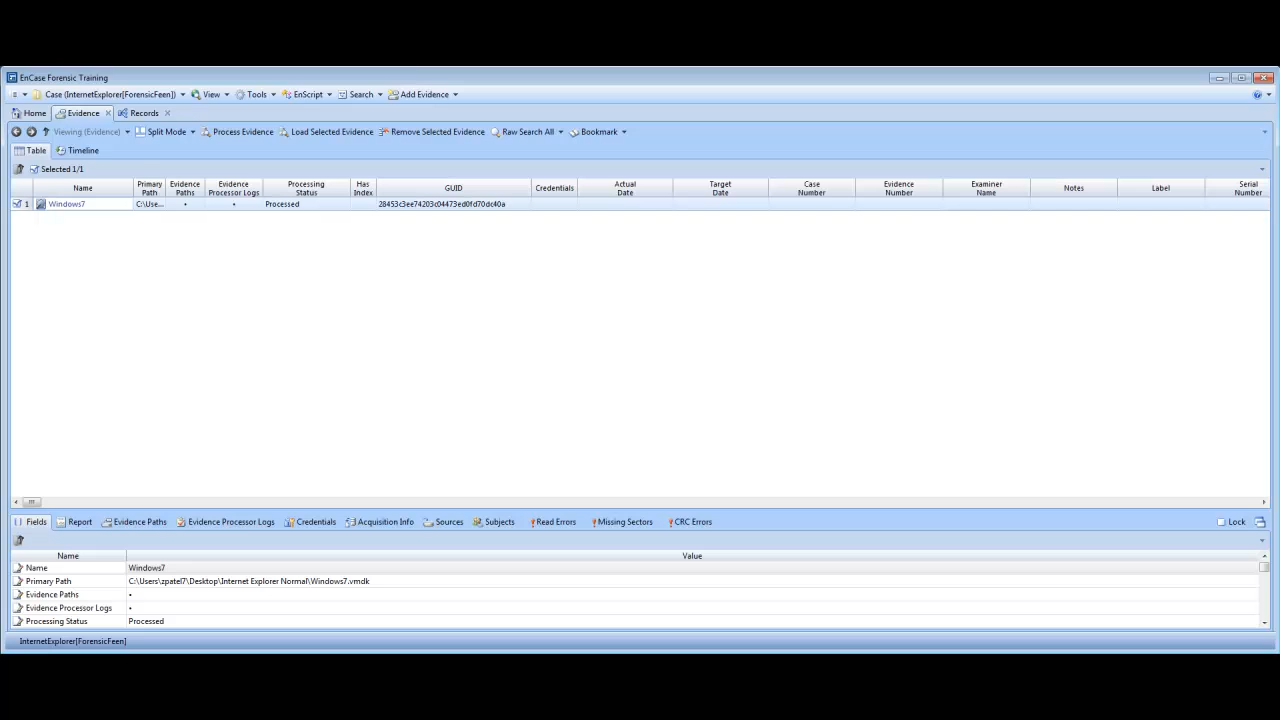 EnCase Forensic Training
Case (InternetExplorer[ForensicFeen]) View Tools EnScript Search Add Evidence
Home Evidence Records
Viewing (Evidence) Split Mode Process Evidence Load Selected Evidence Remove Selected Evidence Raw Search All Bookmark
Table Timeline
Selected 1/1
Name Primary Path Evidence Paths Evidence Processor Logs Processing Status Has Index GUID Credentials Actual Date Target Date Case Number Evidence Number Examiner Name Notes Label Serial Number
1 Windows7 C:\Use... • • Processed 28453c3ee74203c04473ed0fd70dc40a
Fields Report Evidence Paths Evidence Processor Logs Credentials Acquisition Info Sources Subjects Read Errors Missing Sectors CRC Errors Lock
Name Value
Name Windows7
Primary Path C:\Users\zpatel7\Desktop\Internet Explorer Normal\Windows7.vmdk
Evidence Paths •
Evidence Processor Logs •
Processing Status Processed
InternetExplorer[ForensicFeen]